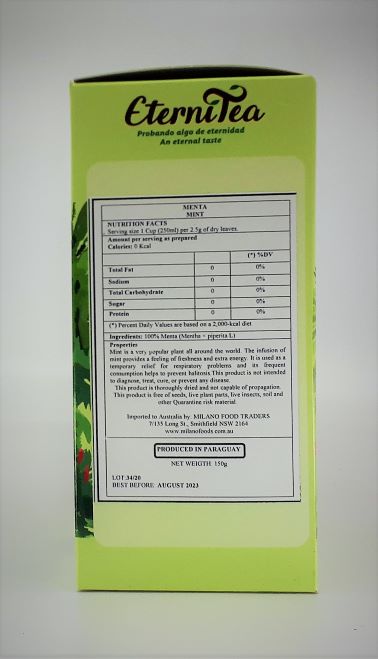 EterniTea
Probando algo de eternidad
An eternal taste
MENTA
MINT
NUTRITION FACTS
Serving size 1 Cup (250ml) per 2.5g of dry leaves.
Amount per serving as prepared
Calories: 0 Kcal
(*) %DV
Total Fat 0 0%
Sodium 0 0%
Total Carbohydrate 0 0%
Sugar 0 0%
Protein 0 0%
(*) Percent Daily Values are based on a 2,000-kcal diet
Ingredients: 100% Menta (Mentha × piperita L)
Properties
Mint is a very popular plant all around the world. The infusion of
mint provides a feeling of freshness and extra energy. It is used as a
temporary relief for respiratory problems and its frequent
consumption helps to prevent halitosis This product is not intended
to diagnose, treat, cure, or prevent any disease.
This product is thoroughly dried and not capable of propagation.
This product is free of seeds, live plant parts, live insects, soil and
other Quarantine risk material.
Imported to Australia by: MILANO FOOD TRADERS
7/135 Long St., Smithfield NSW 2164
www.milanofoods.com.au
PRODUCED IN PARAGUAY
NET WEIGTH: 150g
LOT:34/20
BEST BEFORE: AUGUST 2023